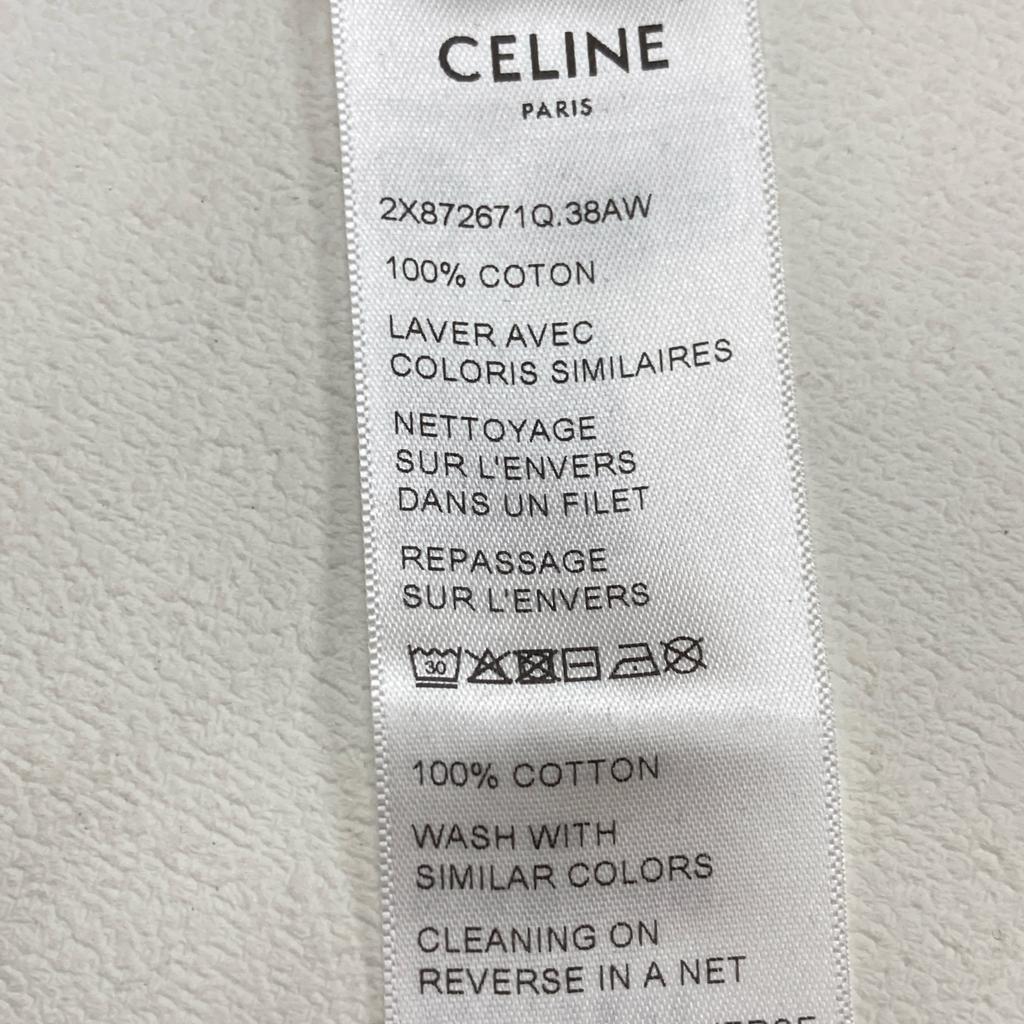 CELINE
PARIS
2X872671Q.38AW
100% COTON
LAVER AVEC
COLORIS SIMILAIRES
NETTOYAGE
SUR L'ENVERS
DANS UN FILET
REPASSAGE
SUR L'ENVERS
30
100% COTTON
WASH WITH
SIMILAR COLORS
CLEANING ON
REVERSE IN A NET